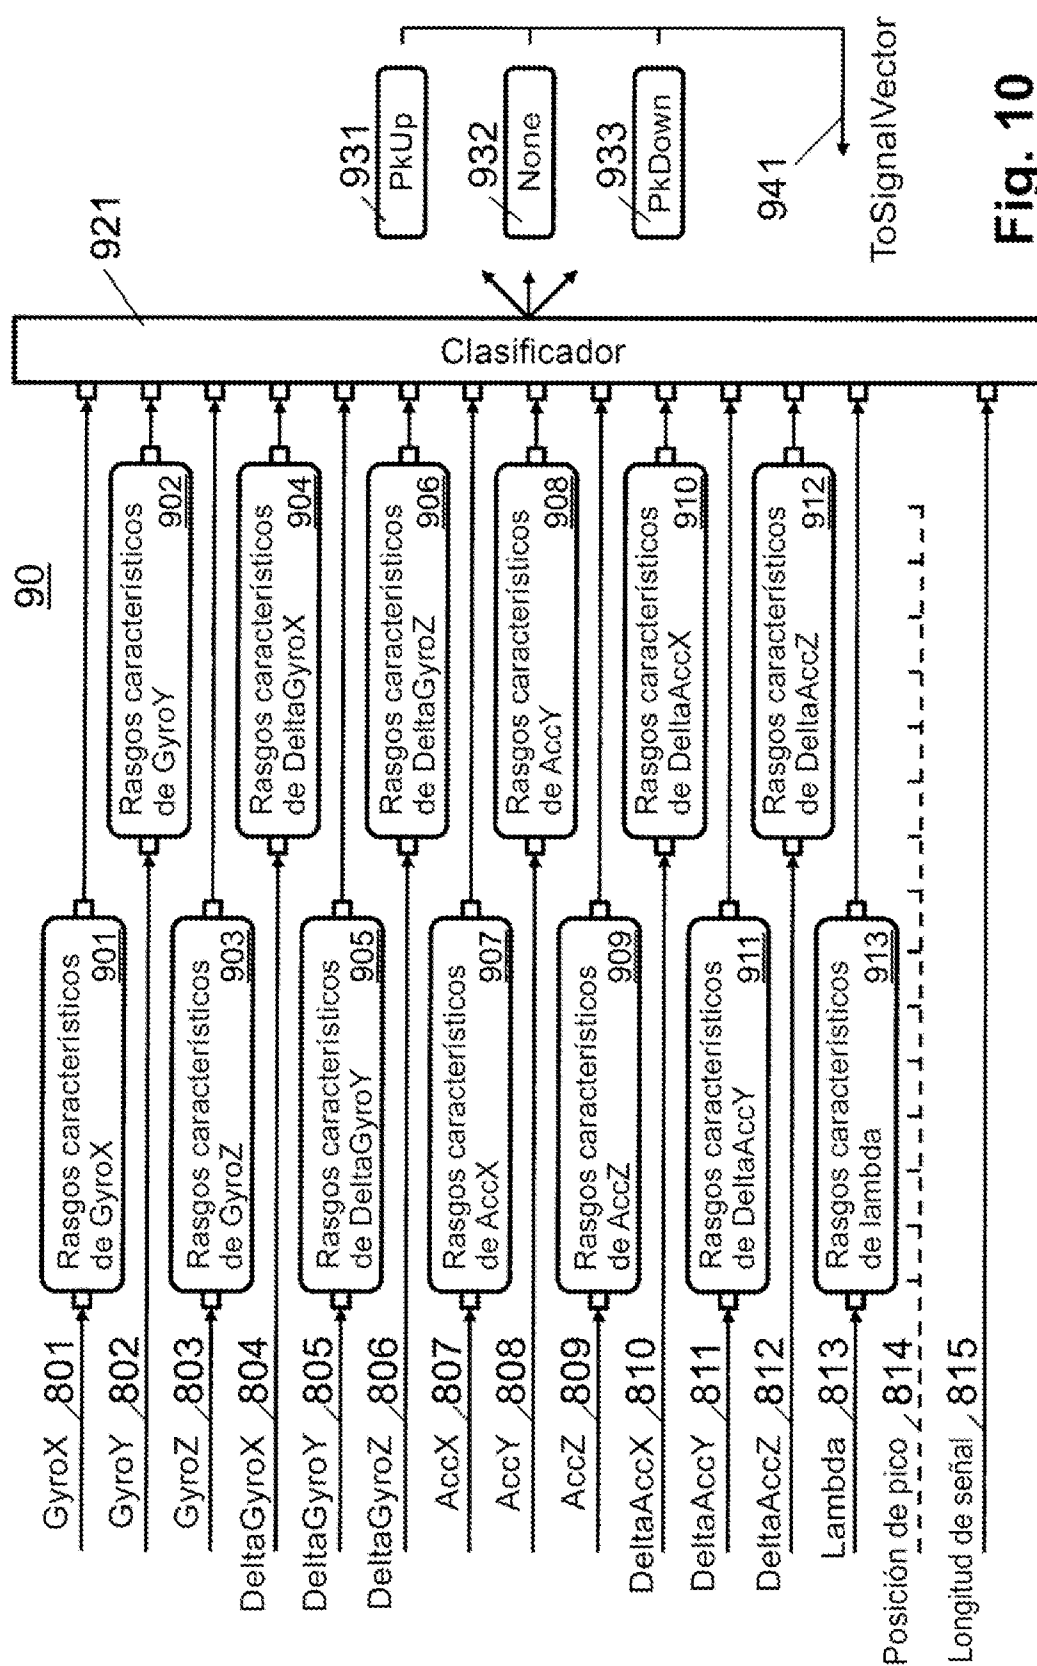 90
GyroX 801
GyroY 802
GyroZ 803
DeltaGyroX 804
DeltaGyroY 805
DeltaGyroZ 806
AccX 807
AccY 808
AccZ 809
DeltaAccX 810
DeltaAccY 811
DeltaAccZ 812
Lambda 813
Posición de pico 814
Longitud de señal 815
Rasgos característicos
de GyroX
901
Rasgos característicos
de GyroY
902
Rasgos característicos
de GyroZ
903
Rasgos característicos
de DeltaGyroX
904
Rasgos característicos
de DeltaGyroY
905
Rasgos característicos
de DeltaGyroZ
906
Rasgos característicos
de AccX
907
Rasgos característicos
de AccY
908
Rasgos característicos
de AccZ
909
Rasgos característicos
de DeltaAccX
910
Rasgos característicos
de DeltaAccY
911
Rasgos característicos
de DeltaAccZ
912
Rasgos característicos
de lambda
913
Clasificador
921
931
PkUp
932
None
933
PkDown
941
ToSignalVector
Fig. 10